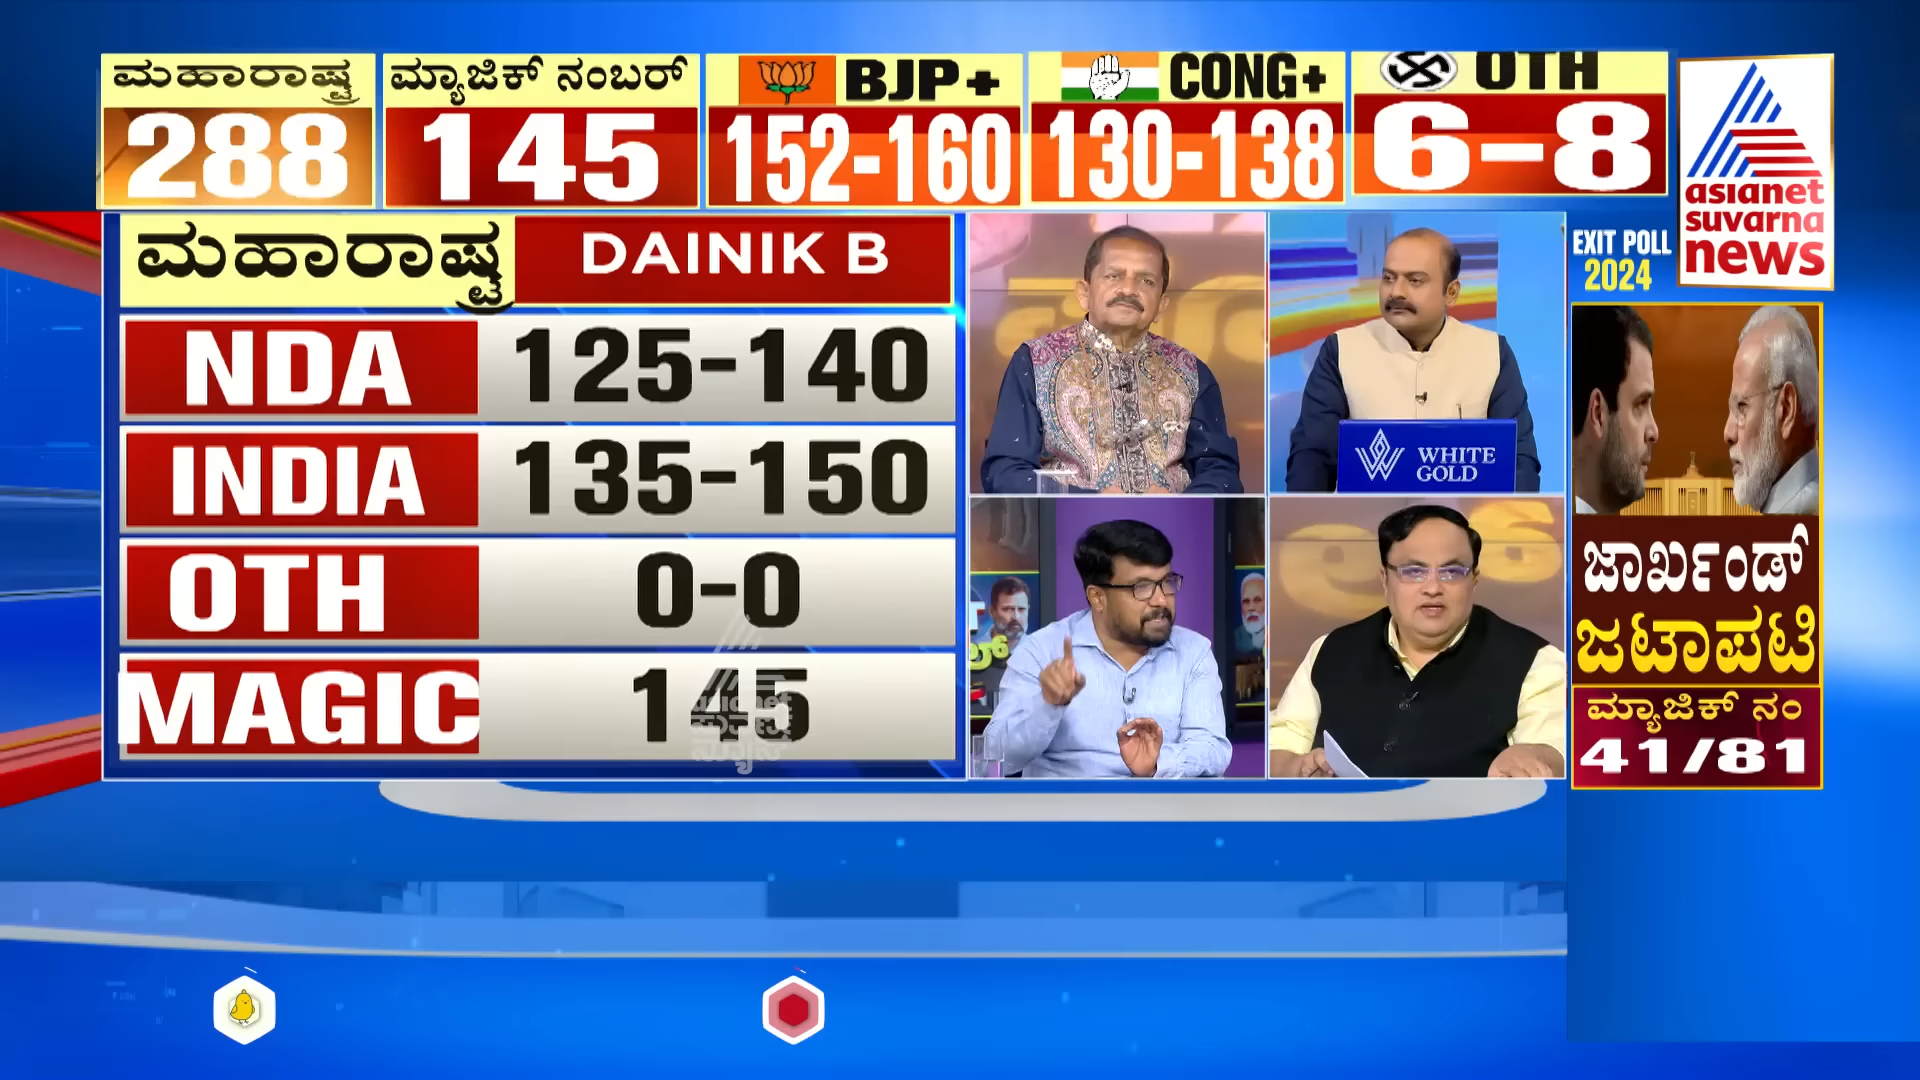 ಮಹಾರಾಷ್ಟ್ರ
288
ಮ್ಯಾಜಿಕ್ ನಂಬರ್
145
BJP+
152-160
CONG+
130-138
OTH
6-8
asianet
suvarna
news
EXIT POLL
2024
ಮಹಾರಾಷ್ಟ್ರ DAINIK B
NDA 125-140
INDIA 135-150
OTH 0-0
MAGIC 145
asianet
ಸುವರ್ಣ
ನ್ಯೂಸ್
WHITE
GOLD
ಜಾರ್ಖಂಡ್
ಜಟಾಪಟಿ
ಮ್ಯಾಜಿಕ್ ನಂ
41/81